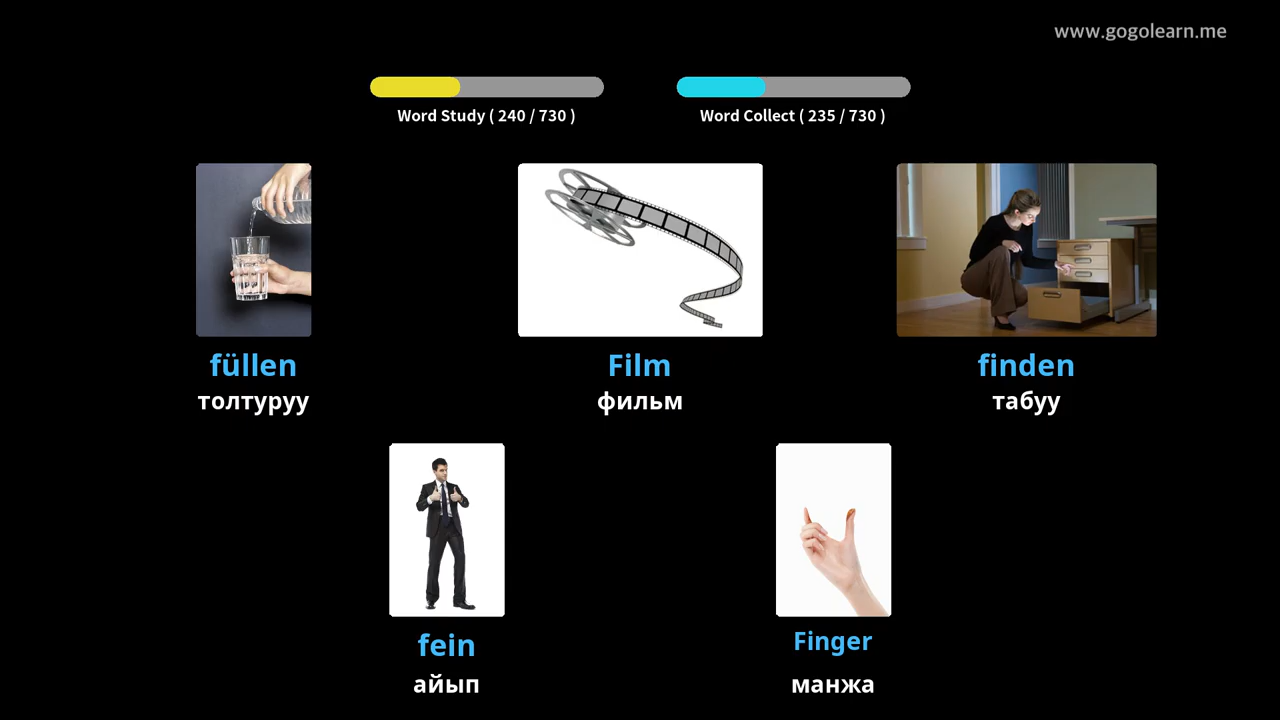 www.gogolearn.me
Word Study ( 240 / 730 )
Word Collect ( 235 / 730 )
füllen
толтуруу
Film
фильм
finden
табуу
fein
айып
Finger
манжа